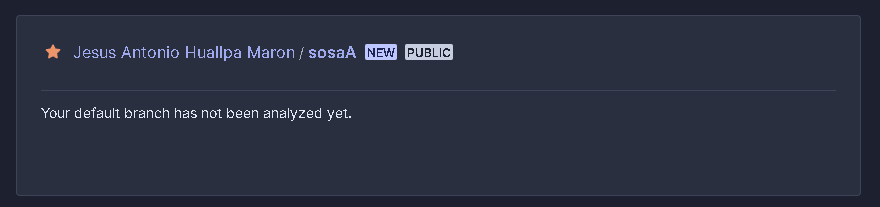 Jesus Antonio Huallpa Maron / sosaA NEW PUBLIC
Your default branch has not been analyzed yet.